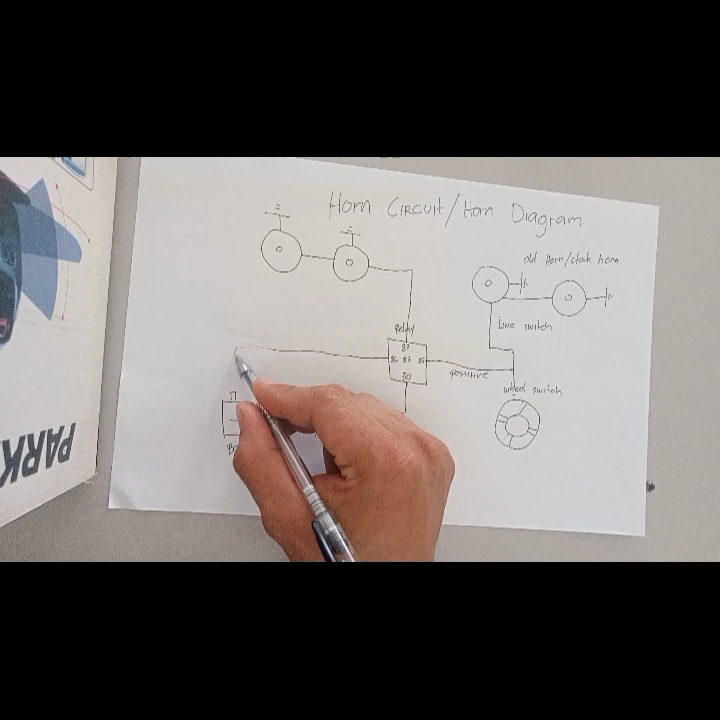 Horn CIRCUIT/Horn Diagram
old Horn/stock horn
Line switch
Relay
87
86 87 85
30
possitive
wheel switch
PARK